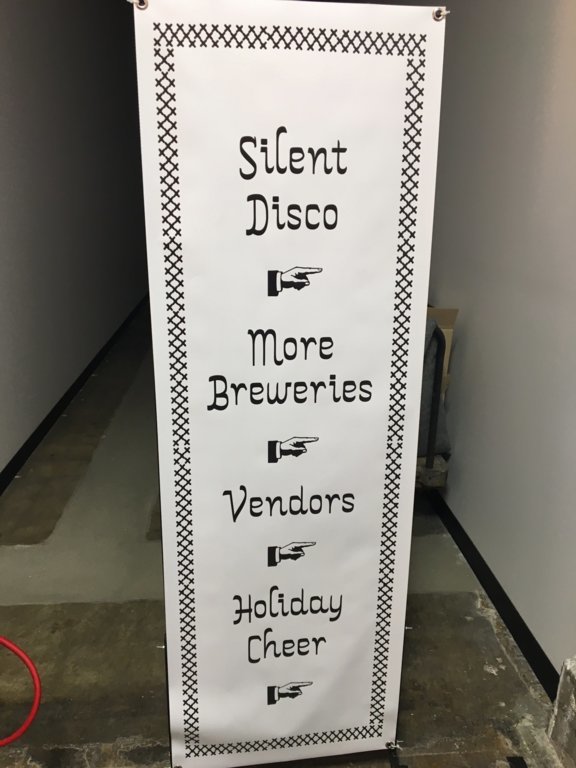 Silent
Disco
More
Breweries
Vendors
Holiday
Cheer